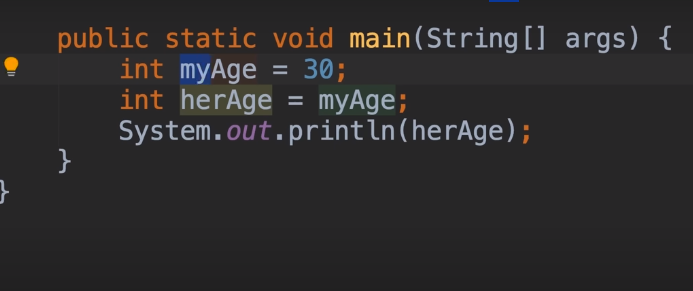 public static void main(String[] args) {
int myAge = 30;
int herAge = myAge;
System.out.println(herAge);
}
}